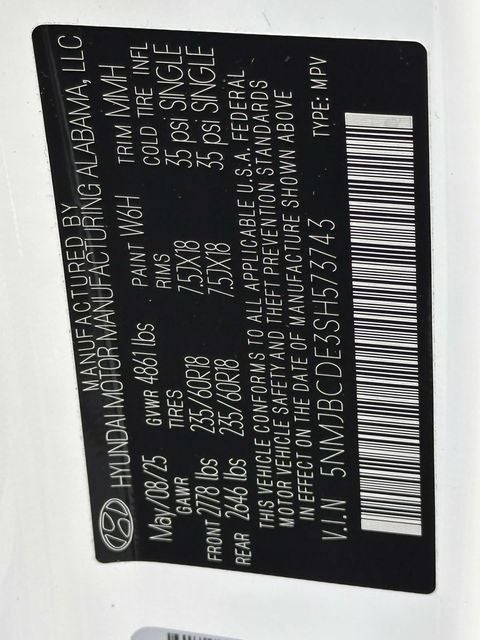 MANUFACTURED BY
HYUNDAI MOTOR MANUFACTURING ALABAMA, LLC
May/08/25 GVWR 4861 lbs PAINT W6H TRIM MMH
GAWR TIRES RIMS COLD TIRE INFL
FRONT 2778 lbs 235/60R18 7.5JX18 35 psi SINGLE
REAR 2646 lbs 235/60R18 7.5JX18 35 psi SINGLE
THIS VEHICLE CONFORMS TO ALL APPLICABLE U.S.A. FEDERAL
MOTOR VEHICLE SAFETY AND THEFT PREVENTION STANDARDS
IN EFFECT ON THE DATE OF MANUFACTURE SHOWN ABOVE
V.I.N 5NMJBCDE3SH573743 TYPE: MPV